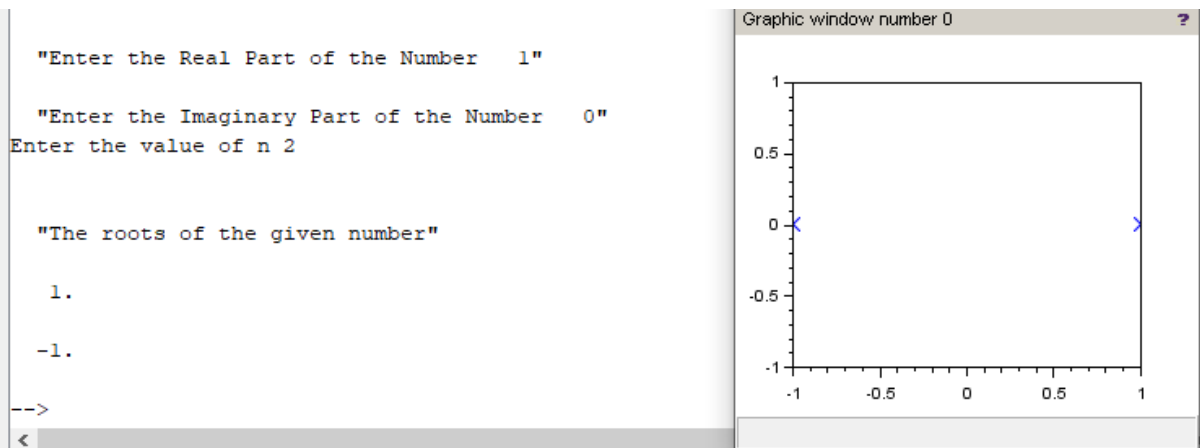 "Enter the Real Part of the Number   1"
"Enter the Imaginary Part of the Number   0"
Enter the value of n 2
"The roots of the given number"
1.
-1.
-->
<
Graphic window number 0
?
1
0.5
0
-0.5
-1
-1 -0.5 0 0.5 1